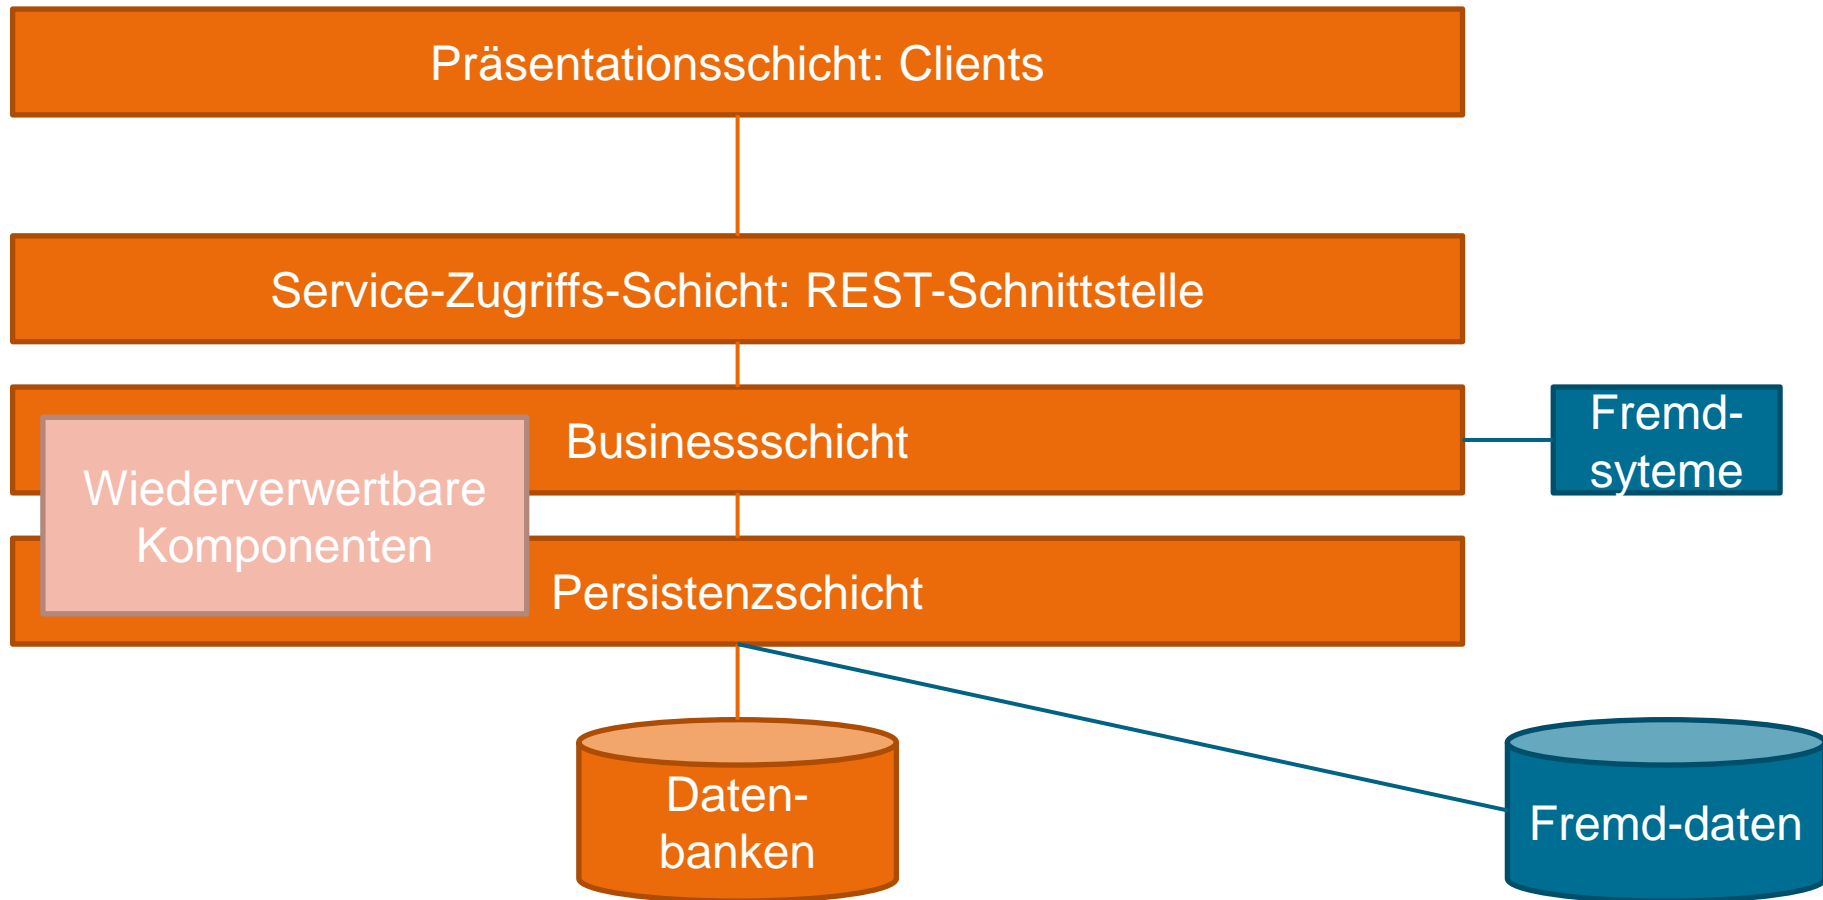 Präsentationsschicht: Clients
Service-Zugriffs-Schicht: REST-Schnittstelle
Businessschicht
Fremd-
syteme
Wiederverwertbare
Komponenten
Persistenzschicht
Daten-
banken
Fremd-daten